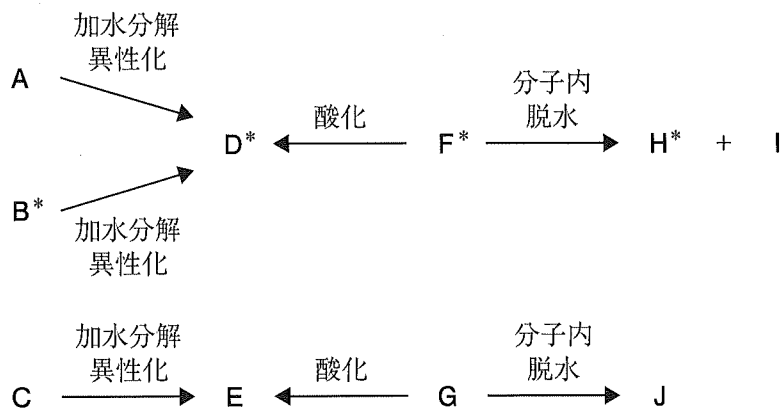 加水分解
異性化
A
分子内
脱水
酸化
D* F* H* + I
B*
加水分解
異性化
加水分解
異性化
分子内
脱水
酸化
C E G J